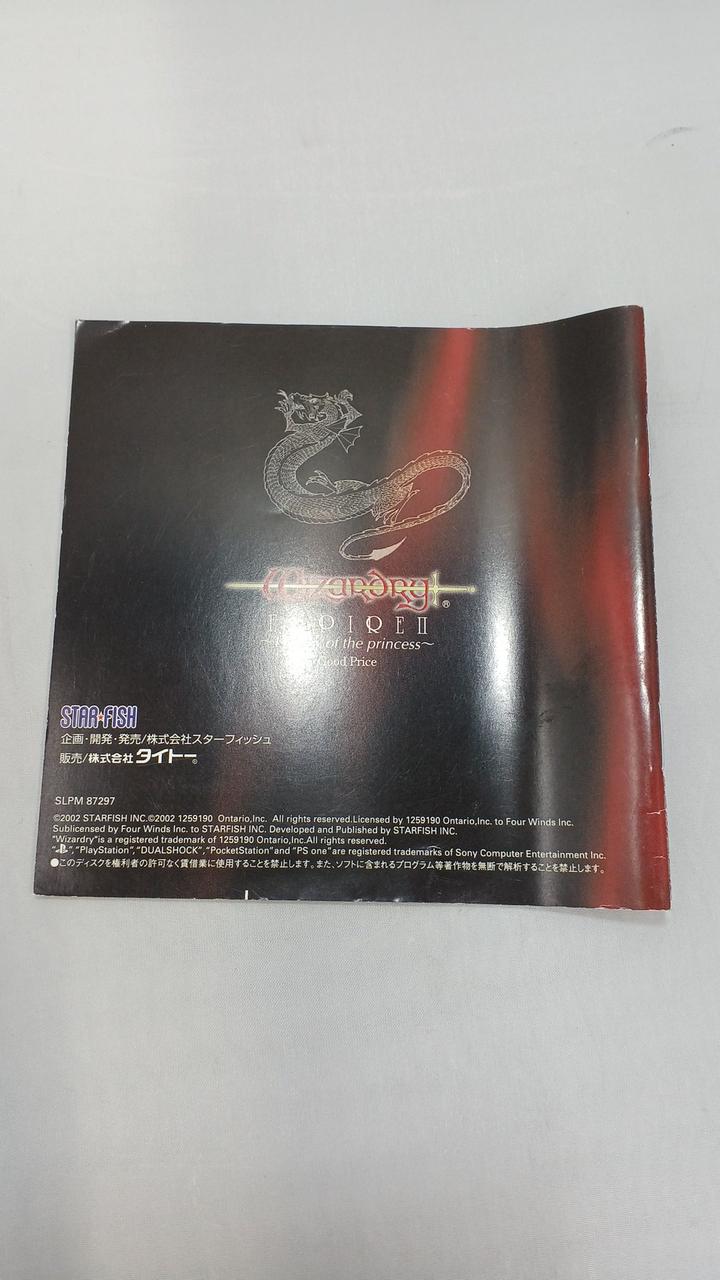 Wizardry®
EMPIRE II
of the princess～
Good Price
STAR★FISH
企画・開発・発売/株式会社スターフィッシュ
販売/株式会社タイトー®
SLPM 87297
©2002 STARFISH INC.©2002 1259190 Ontario,Inc. All rights reserved.Licensed by 1259190 Ontario,Inc. to Four Winds Inc.
Sublicensed by Four Winds Inc. to STARFISH INC. Developed and Published by STARFISH INC.
"Wizardry"is a registered trademark of 1259190 Ontario,Inc.All rights reserved.
" ", "PlayStation", "DUALSHOCK", "PocketStation"and "PS one"are registered trademarks of Sony Computer Entertainment Inc.
●このディスクを権利者の許可なく賃借業に使用することを禁止します。また、ソフトに含まれるプログラム等著作物を無断で解析することを禁止します。